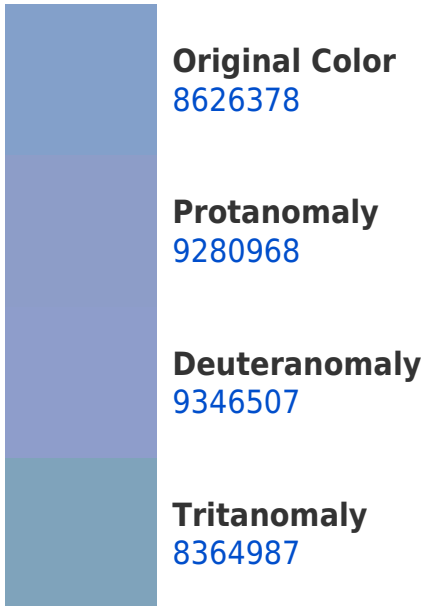 Original Color
8626378
Protanomaly
9280968
Deuteranomaly
9346507
Tritanomaly
8364987